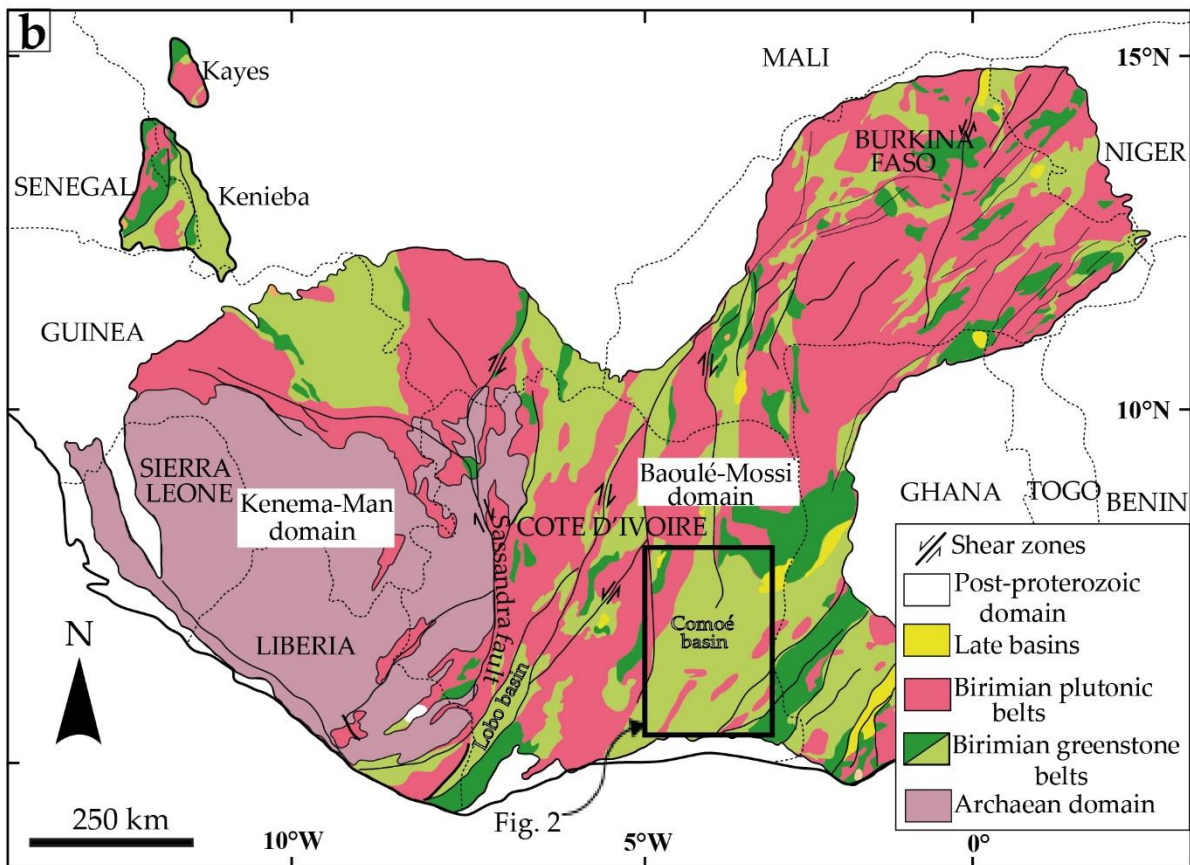 b
Kayes
MALI
15°N
BURKINA
FASO
NIGER
SENEGAL
Kenieba
GUINEA
10°N
SIERRA
LEONE
Kenema-Man
domain
Baoulé-Mossi
domain
GHANA
TOGO
BENIN
COTE D'IVOIRE
Sassandra fault
Comoé
basin
LIBERIA
Lobo basin
N
Shear zones
Post-proterozoic
domain
Late basins
Birimian plutonic
belts
Birimian greenstone
belts
Archaean domain
250 km
10°W
Fig. 2
5°W
0°